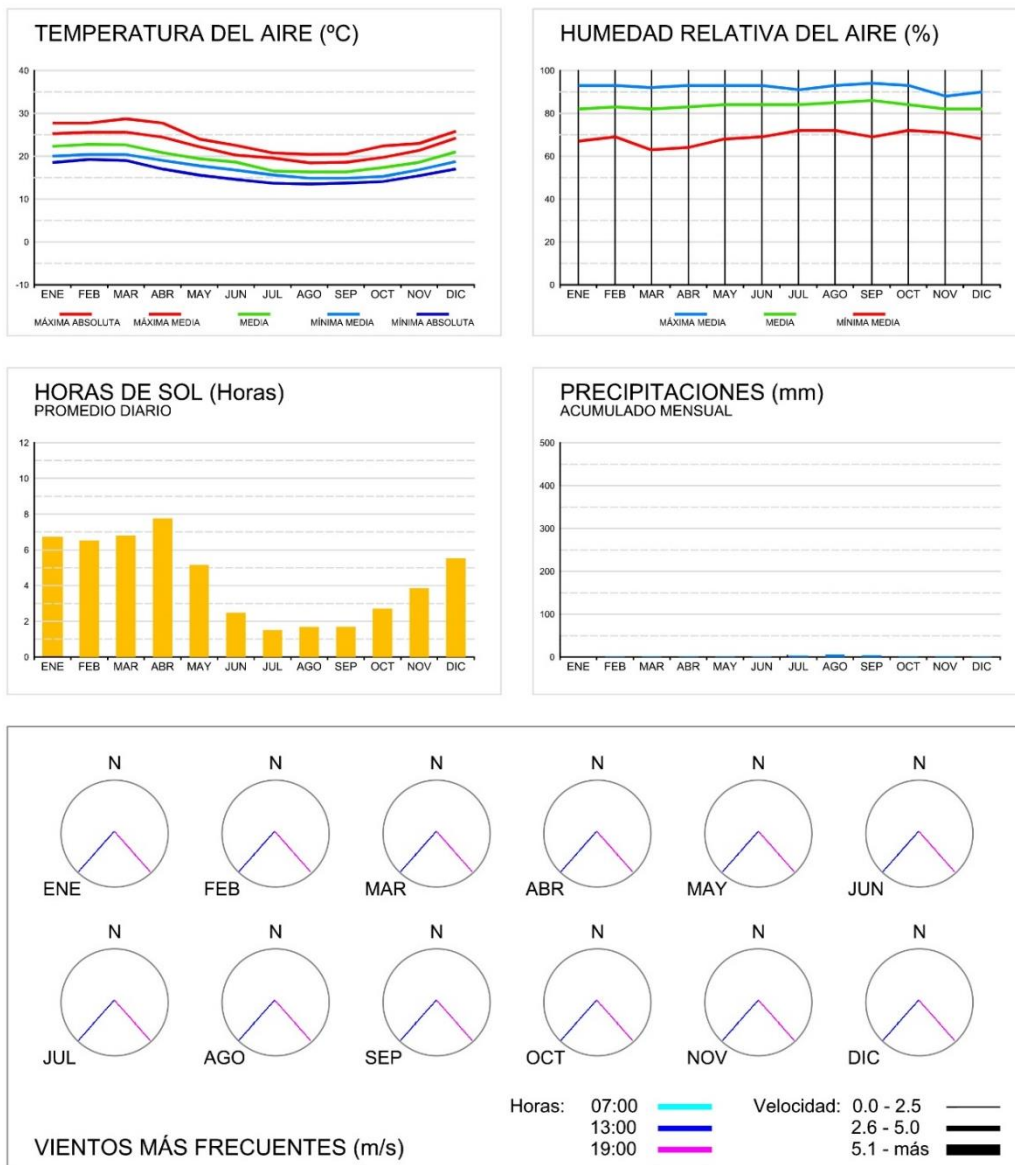 TEMPERATURA DEL AIRE (ºC)
40
30
20
10
0
-10
ENE FEB MAR ABR MAY JUN JUL AGO SEP OCT NOV DIC
MÁXIMA ABSOLUTA MÁXIMA MEDIA MEDIA MÍNIMA MEDIA MÍNIMA ABSOLUTA
HUMEDAD RELATIVA DEL AIRE (%)
100
80
60
40
20
0
ENE FEB MAR ABR MAY JUN JUL AGO SEP OCT NOV DIC
MÁXIMA MEDIA MEDIA MÍNIMA MEDIA
HORAS DE SOL (Horas)
PROMEDIO DIARIO
12
10
8
6
4
2
0
ENE FEB MAR ABR MAY JUN JUL AGO SEP OCT NOV DIC
PRECIPITACIONES (mm)
ACUMULADO MENSUAL
500
400
300
200
100
0
ENE FEB MAR ABR MAY JUN JUL AGO SEP OCT NOV DIC
N N N N N N
ENE FEB MAR ABR MAY JUN
N N N N N N
JUL AGO SEP OCT NOV DIC
Horas: 07:00 Velocidad: 0.0 - 2.5
13:00 2.6 - 5.0
19:00 5.1 - más
VIENTOS MÁS FRECUENTES (m/s)